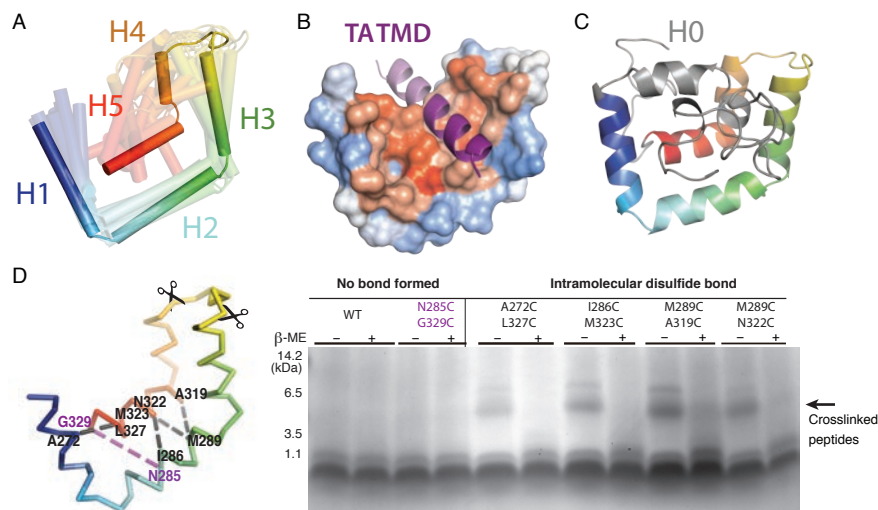 A
H4
H5
H3
H1
H2
B
TATMD
C
H0
D
N322
A319
G329
M323
A272
L327
M289
I286
N285
No bond formed
Intramolecular disulfide bond
WT
N285C
G329C
A272C
L327C
I286C
M323C
M289C
A319C
M289C
N322C
β-ME
– + – + – + – + – + – +
14.2
(kDa)
6.5
3.5
1.1
Crosslinked
peptides